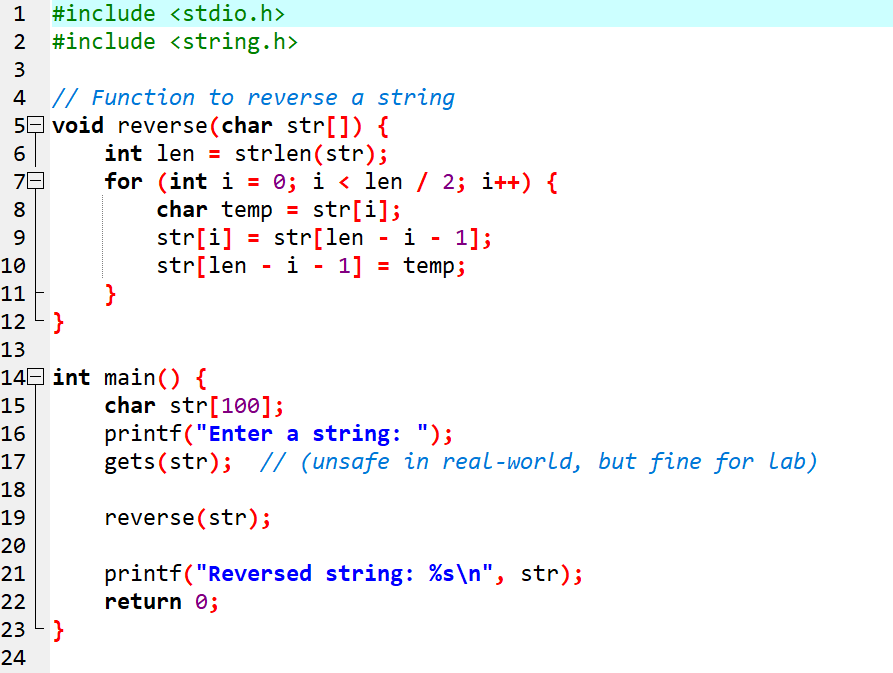 1 #include <stdio.h>
2 #include <string.h>
3
4 // Function to reverse a string
5 void reverse(char str[]) {
6     int len = strlen(str);
7     for (int i = 0; i < len / 2; i++) {
8         char temp = str[i];
9         str[i] = str[len - i - 1];
10         str[len - i - 1] = temp;
11     }
12 }
13
14 int main() {
15     char str[100];
16     printf("Enter a string: ");
17     gets(str);  // (unsafe in real-world, but fine for lab)
18
19     reverse(str);
20
21     printf("Reversed string: %s\n", str);
22     return 0;
23 }
24